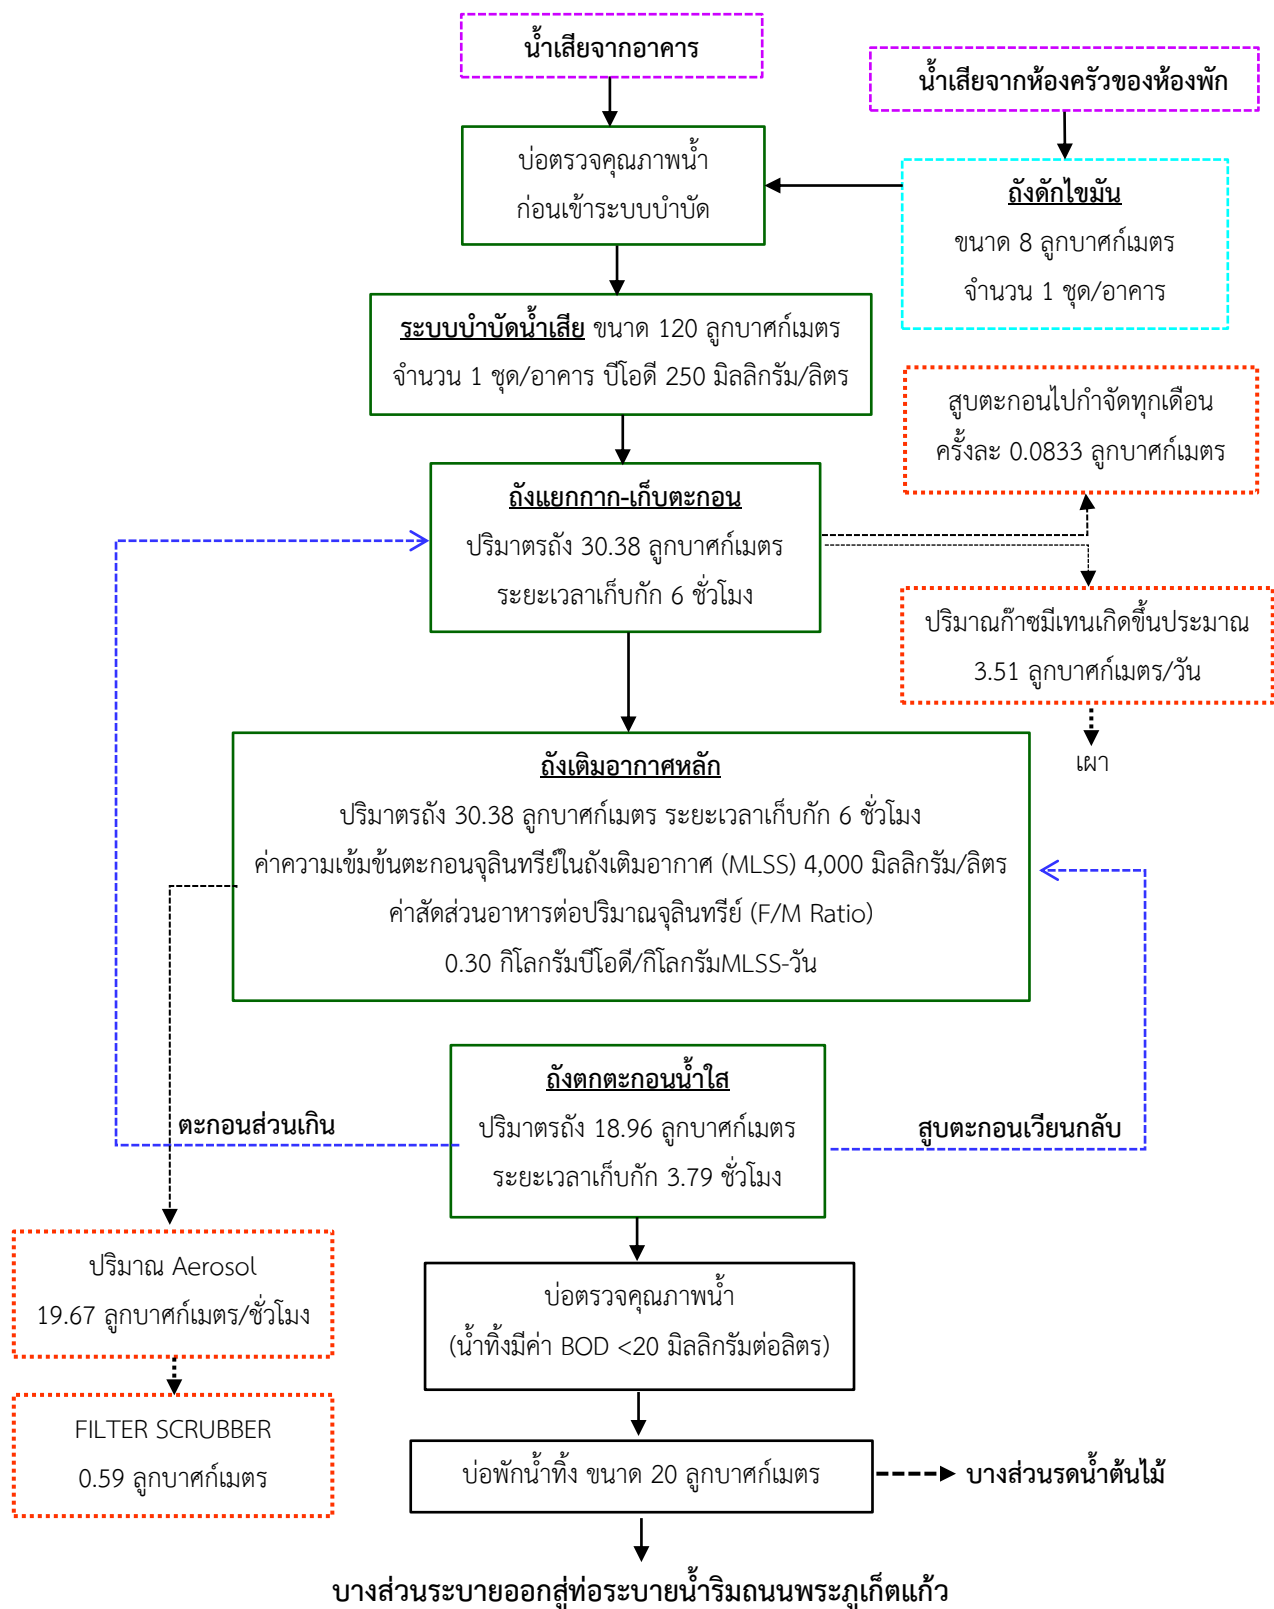 น้ำเสียจากอาคาร
น้ำเสียจากห้องครัวของห้องพัก
บ่อตรวจคุณภาพน้ำ
ก่อนเข้าระบบบำบัด
ถังดักไขมัน
ขนาด 8 ลูกบาศก์เมตร
จำนวน 1 ชุด/อาคาร
ระบบบำบัดน้ำเสีย ขนาด 120 ลูกบาศก์เมตร
จำนวน 1 ชุด/อาคาร บีโอดี 250 มิลลิกรัม/ลิตร
สูบตะกอนไปกำจัดทุกเดือน
ครั้งละ 0.0833 ลูกบาศก์เมตร
ถังแยกกาก-เก็บตะกอน
ปริมาตรถัง 30.38 ลูกบาศก์เมตร
ระยะเวลาเก็บกัก 6 ชั่วโมง
ปริมาณก๊าซมีเทนเกิดขึ้นประมาณ
3.51 ลูกบาศก์เมตร/วัน
เผา
ถังเติมอากาศหลัก
ปริมาตรถัง 30.38 ลูกบาศก์เมตร ระยะเวลาเก็บกัก 6 ชั่วโมง
ค่าความเข้มข้นตะกอนจุลินทรีย์ในถังเติมอากาศ (MLSS) 4,000 มิลลิกรัม/ลิตร
ค่าสัดส่วนอาหารต่อปริมาณจุลินทรีย์ (F/M Ratio)
0.30 กิโลกรัมบีโอดี/กิโลกรัมMLSS-วัน
ถังตกตะกอนน้ำใส
ปริมาตรถัง 18.96 ลูกบาศก์เมตร
ระยะเวลาเก็บกัก 3.79 ชั่วโมง
ตะกอนส่วนเกิน
สูบตะกอนเวียนกลับ
ปริมาณ Aerosol
19.67 ลูกบาศก์เมตร/ชั่วโมง
บ่อตรวจคุณภาพน้ำ
(น้ำทิ้งมีค่า BOD <20 มิลลิกรัมต่อลิตร)
FILTER SCRUBBER
0.59 ลูกบาศก์เมตร
บ่อพักน้ำทิ้ง ขนาด 20 ลูกบาศก์เมตร
บางส่วนรดน้ำต้นไม้
บางส่วนระบายออกสู่ท่อระบายน้ำริมถนนพระภูเก็ตแก้ว